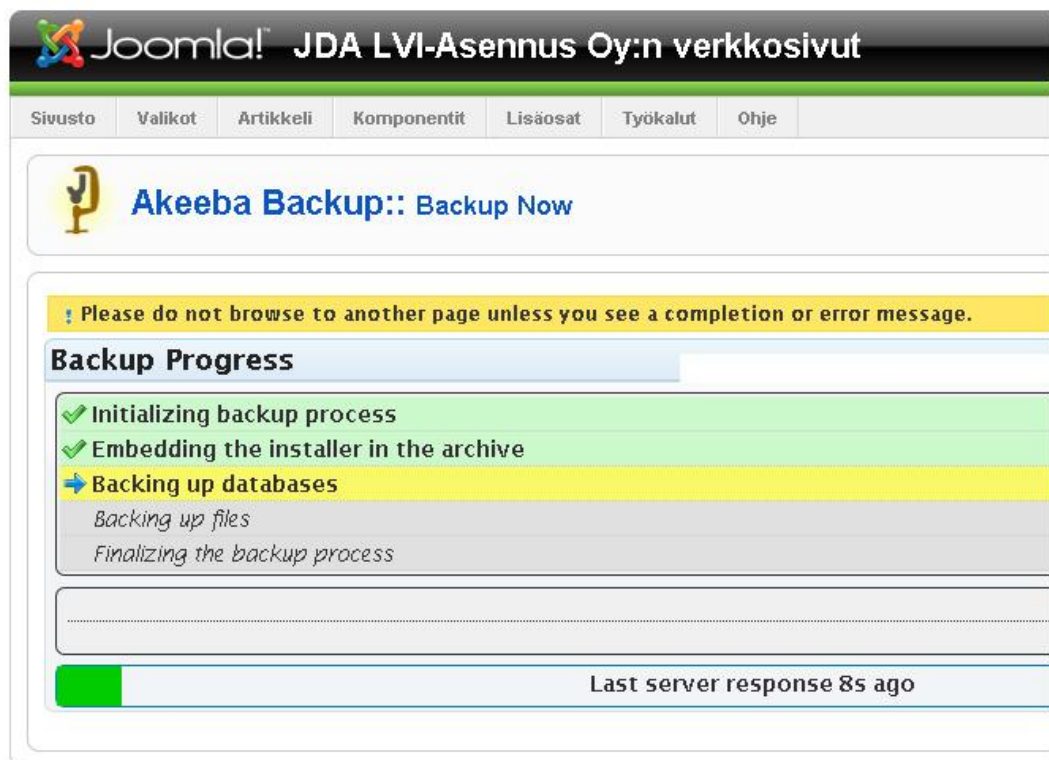 Joomla! JDA LVI-Asennus Oy:n verkkosivut
Sivusto Valikot Artikkeli Komponentit Lisäosat Työkalut Ohje
Akeeba Backup:: Backup Now
Please do not browse to another page unless you see a completion or error message.
Backup Progress
Initializing backup process
Embedding the installer in the archive
Backing up databases
Backing up files
Finalizing the backup process
Last server response 8s ago